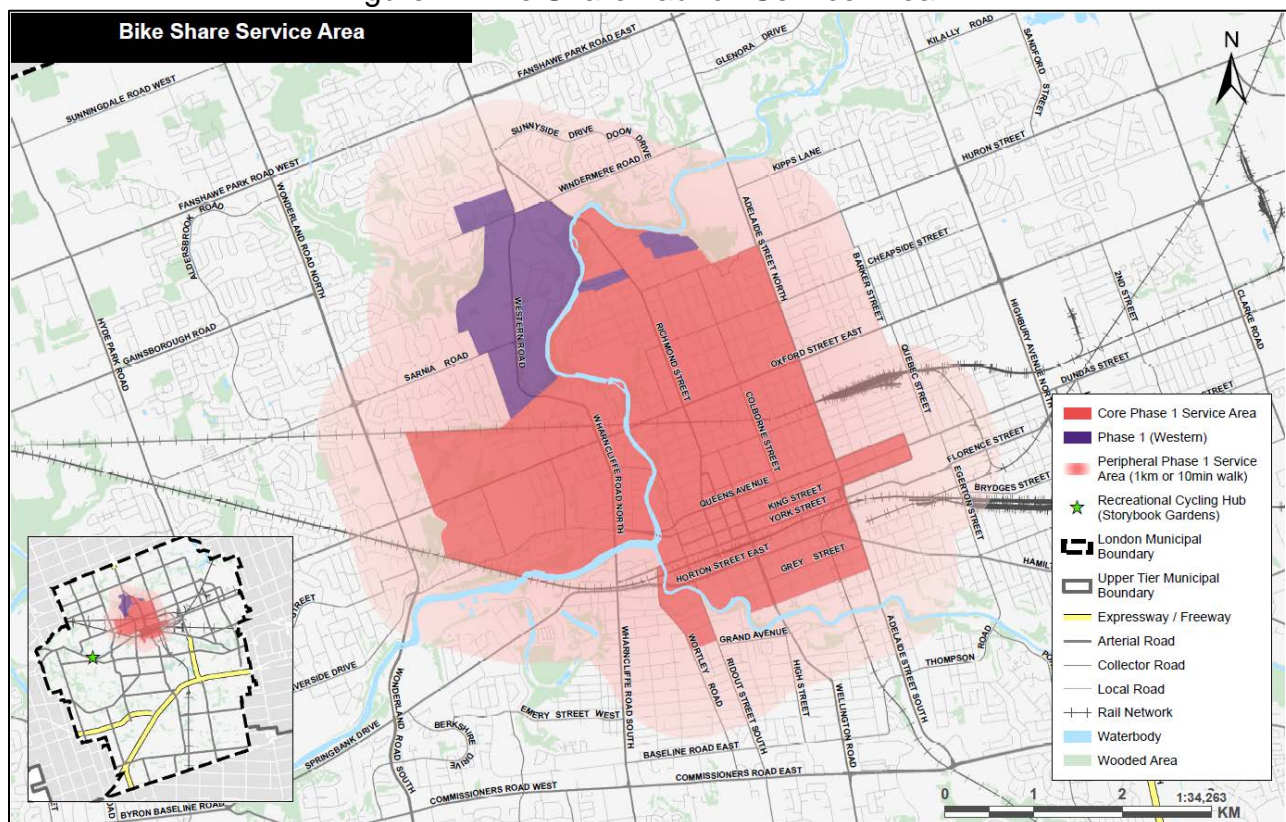 Bike Share Service Area
N
FANSHAWE PARK ROAD EAST
GLENORA DRIVE
KILALLY ROAD
SANDFORD STREET
SUNNINGDALE ROAD WEST
SUNNYSIDE DRIVE
DOON DRIVE
WINDERMERE ROAD
KIPPS LANE
HURON STREET
FANSHAWE PARK ROAD WEST
WONDERLAND ROAD NORTH
ALDERSBROOK ROAD
ADELAIDE STREET NORTH
CHEAPSIDE STREET
BARKER STREET
2ND STREET
HIGHBURY AVENUE NORTH
CLARKE ROAD
HYDE PARK ROAD
GAINSBOROUGH ROAD
WESTERN ROAD
RICHMOND STREET
SARNIA ROAD
OXFORD STREET EAST
QUEBEC STREET
DUNDAS STREET
COLBORNE STREET
WHARNCLIFFE ROAD NORTH
FLORENCE STREET
QUEENS AVENUE
KING STREET
YORK STREET
EGERTON STREET
BRYDGES STREET
HORTON STREET EAST
GREY STREET
GRAND AVENUE
WORTLEY ROAD
RIDOUT STREET SOUTH
HIGH STREET
WELLINGTON ROAD
ADELAIDE STREET SOUTH
THOMPSON ROAD
WHARNCLIFFE ROAD SOUTH
WONDERLAND ROAD SOUTH
SPRINGBANK DRIVE
BERKSHIRE DRIVE
EMERY STREET WEST
BASELINE ROAD EAST
COMMISSIONERS ROAD EAST
COMMISSIONERS ROAD WEST
BYRON BASELINE ROAD
Core Phase 1 Service Area
Phase 1 (Western)
Peripheral Phase 1 Service
Area (1km or 10min walk)
Recreational Cycling Hub
(Storybook Gardens)
London Municipal
Boundary
Upper Tier Municipal
Boundary
Expressway / Freeway
Arterial Road
Collector Road
Local Road
Rail Network
Waterbody
Wooded Area
0 1 2
1:34,263
KM